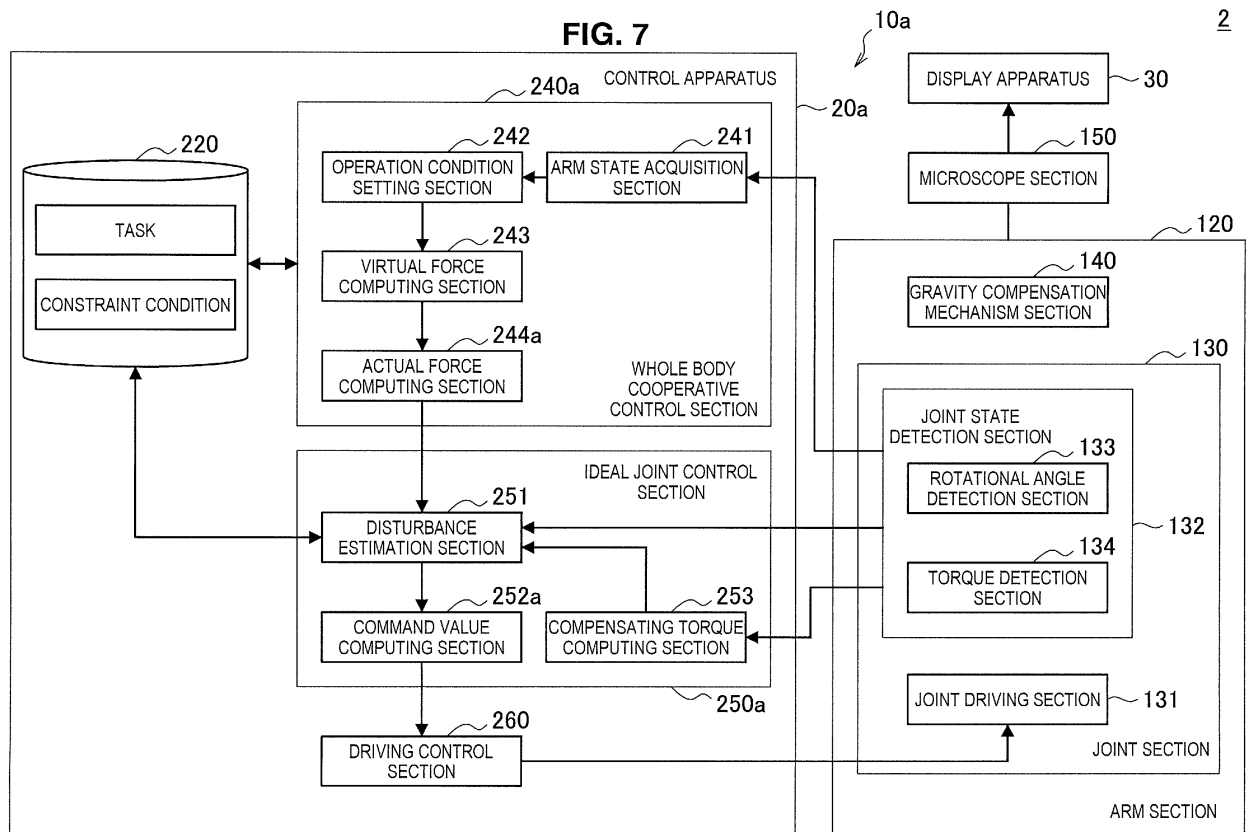 FIG. 7
10a
2
CONTROL APPARATUS
20a
240a
220
TASK
CONSTRAINT CONDITION
242
OPERATION CONDITION
SETTING SECTION
241
ARM STATE ACQUISITION
SECTION
243
VIRTUAL FORCE
COMPUTING SECTION
244a
ACTUAL FORCE
COMPUTING SECTION
WHOLE BODY
COOPERATIVE
CONTROL SECTION
IDEAL JOINT CONTROL
SECTION
251
DISTURBANCE
ESTIMATION SECTION
252a
COMMAND VALUE
COMPUTING SECTION
253
COMPENSATING TORQUE
COMPUTING SECTION
250a
260
DRIVING CONTROL
SECTION
DISPLAY APPARATUS
30
150
MICROSCOPE SECTION
120
140
GRAVITY COMPENSATION
MECHANISM SECTION
130
JOINT STATE
DETECTION SECTION
133
ROTATIONAL ANGLE
DETECTION SECTION
132
134
TORQUE DETECTION
SECTION
JOINT DRIVING SECTION
131
JOINT SECTION
ARM SECTION